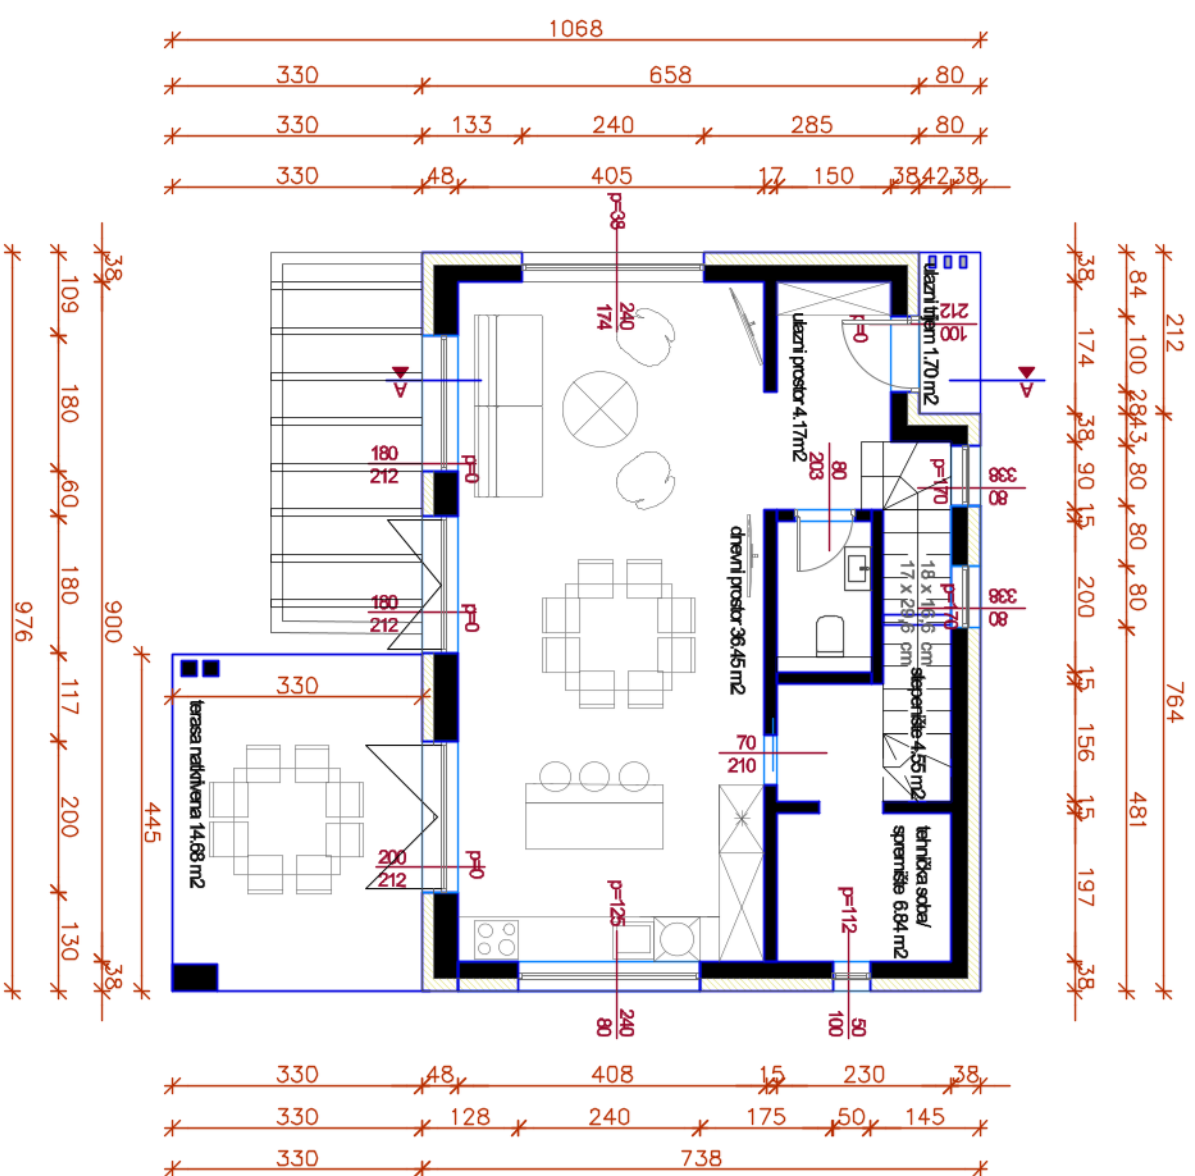 1068
330 658 80
330 133 240 285 80
330 48 405 17 150 38 42 38
p=38
240
174
ulazni trijem 1.70 m2
212
100
p=0
ulazni prostor 4.17m2
A
A
180
212
p=0
80
203
p=170
338
80
180
212
p=0
dnevni prostor 36.45 m2
18 x 16,6 cm
17 x 29,6 cm
p=170
338
80
stepenište 4.55 m2
330
terasa natkrivena 14.68 m2
445
70
210
200
212
p=0
p=125
p=112
tehnička soba/
spremište 6.84 m2
240
80
50
100
976
109 180 60 180 117 200 130
38 900 38
38 174 38 90 15 200 15 156 15 197 38
84 100 28 43 80 80 80 481
212 764
330 48 408 15 230 38
330 128 240 175 50 145
330 738